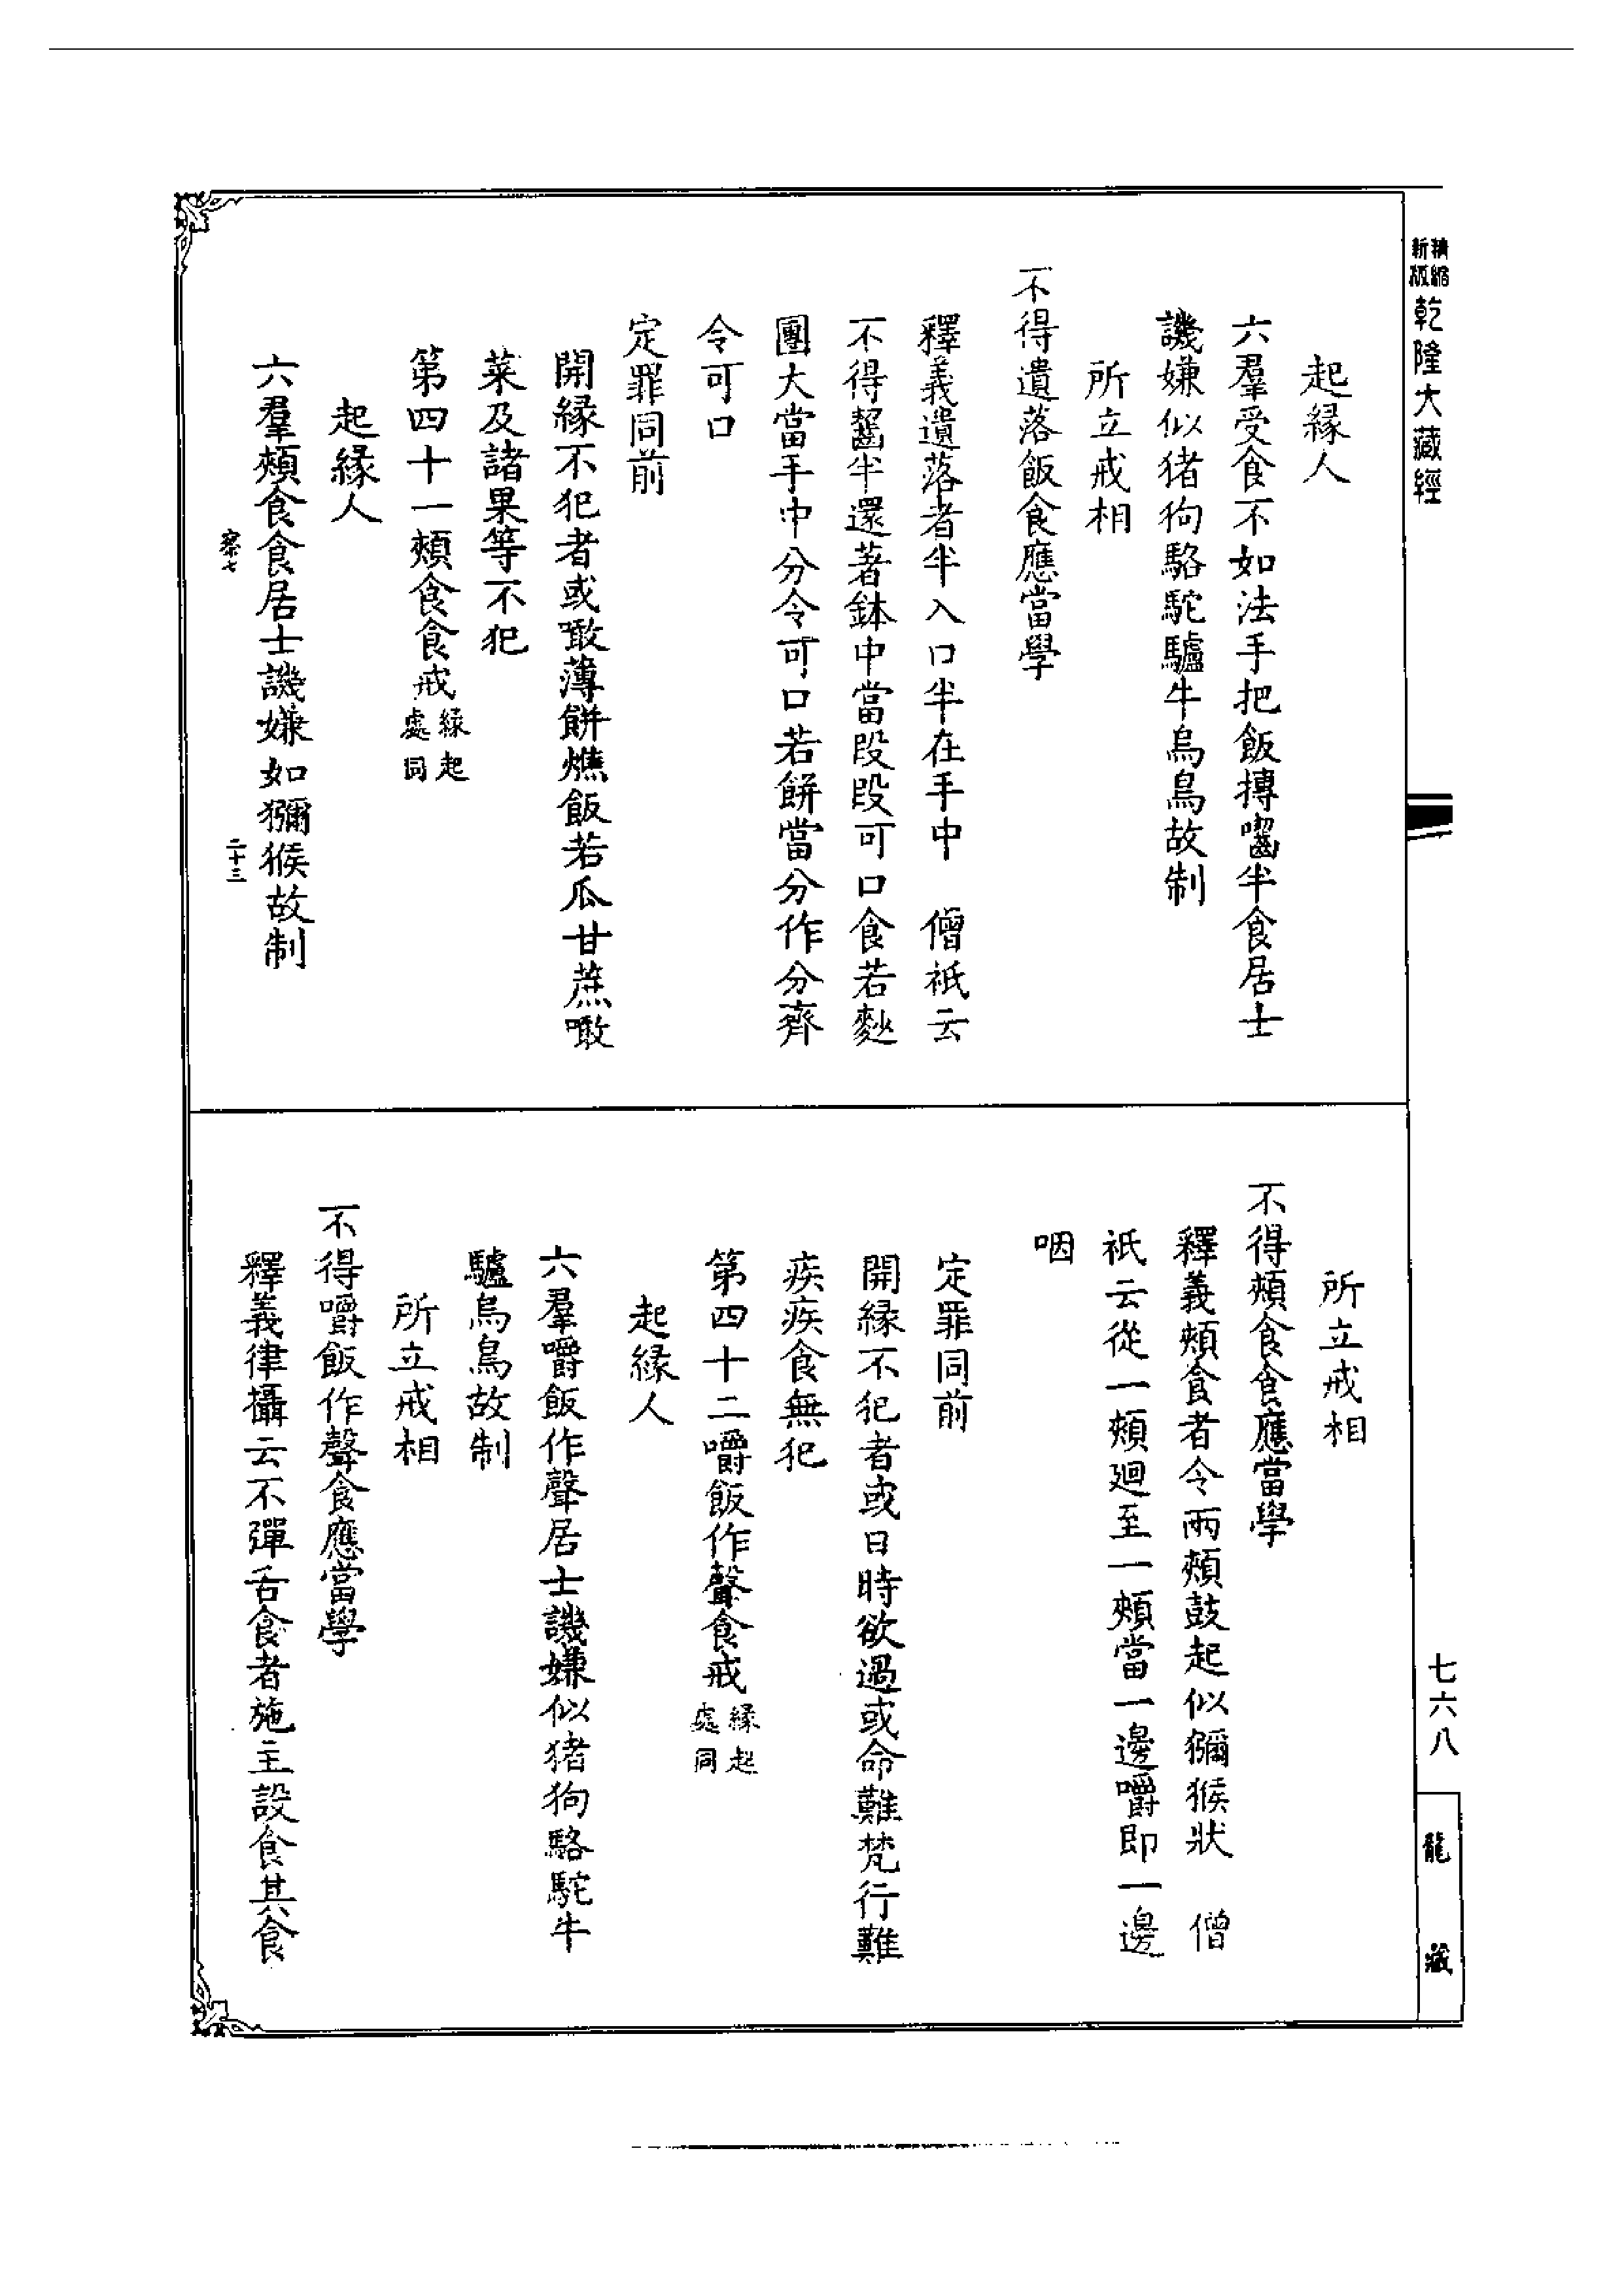 精縮
新版
乾隆大藏經
起緣人
六羣受食不如法手把飯摶嚙半食居士
譏嫌似猪狗駱駝驢牛烏鳥故制
所立戒相
不得遺落飯食應當學
釋義遺落者半入口半在手中　僧祇云
不得齧半還著鉢中當段段可口食若麨
團大當手中分令可口若餅當分作分齊
令可口
定罪同前
開緣不犯者或噉薄餅燋飯若瓜甘蔗噉
菜及諸果等不犯
第四十一頰食食戒緣起處同
起緣人
六羣頰食食居士譏嫌如獼猴故制
察七
二十三
所立戒相
不得頰食食應當學
釋義頰食者令兩頰鼓起似獼猴狀　僧
祇云從一頰廻至一頰當一邊嚼即一邊
咽
定罪同前
開緣不犯者或日時欲過或命難梵行難
疾疾食無犯
第四十二嚼飯作聲食戒緣起處同
起緣人
六羣嚼飯作聲居士譏嫌似猪狗駱駝牛
驢烏鳥故制
所立戒相
不得嚼飯作聲食應當學
釋義律攝云不彈舌食者施主設食其食
七六八
龍藏